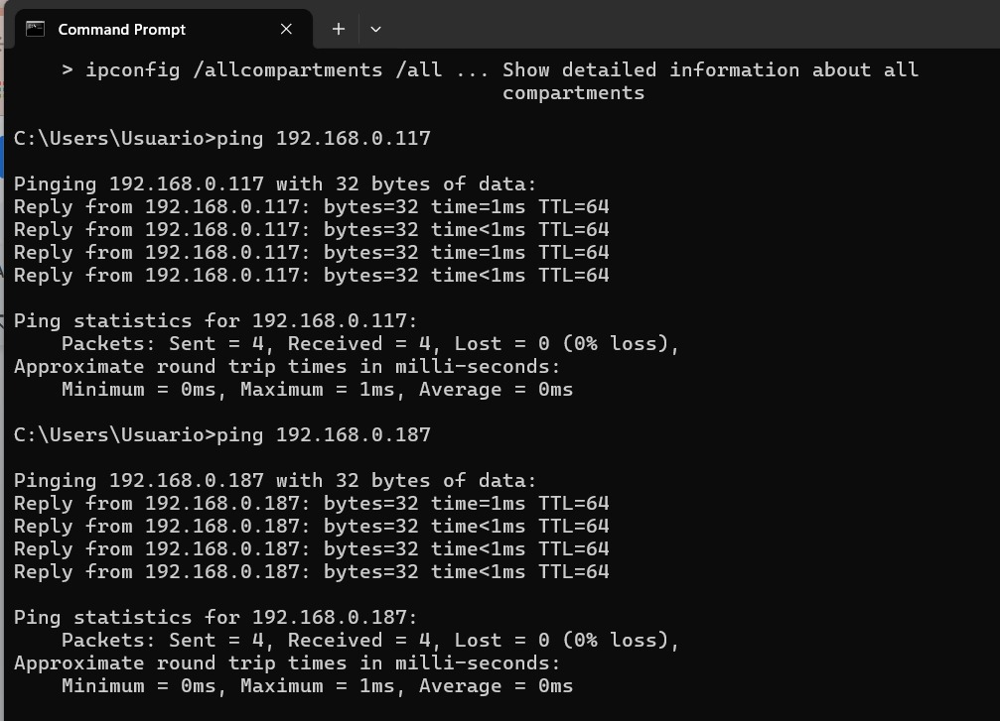 Command Prompt
> ipconfig /allcompartments /all ... Show detailed information about all
compartments
C:\Users\Usuario>ping 192.168.0.117
Pinging 192.168.0.117 with 32 bytes of data:
Reply from 192.168.0.117: bytes=32 time=1ms TTL=64
Reply from 192.168.0.117: bytes=32 time<1ms TTL=64
Reply from 192.168.0.117: bytes=32 time=1ms TTL=64
Reply from 192.168.0.117: bytes=32 time<1ms TTL=64
Ping statistics for 192.168.0.117:
Packets: Sent = 4, Received = 4, Lost = 0 (0% loss),
Approximate round trip times in milli-seconds:
Minimum = 0ms, Maximum = 1ms, Average = 0ms
C:\Users\Usuario>ping 192.168.0.187
Pinging 192.168.0.187 with 32 bytes of data:
Reply from 192.168.0.187: bytes=32 time=1ms TTL=64
Reply from 192.168.0.187: bytes=32 time<1ms TTL=64
Reply from 192.168.0.187: bytes=32 time<1ms TTL=64
Reply from 192.168.0.187: bytes=32 time<1ms TTL=64
Ping statistics for 192.168.0.187:
Packets: Sent = 4, Received = 4, Lost = 0 (0% loss),
Approximate round trip times in milli-seconds:
Minimum = 0ms, Maximum = 1ms, Average = 0ms